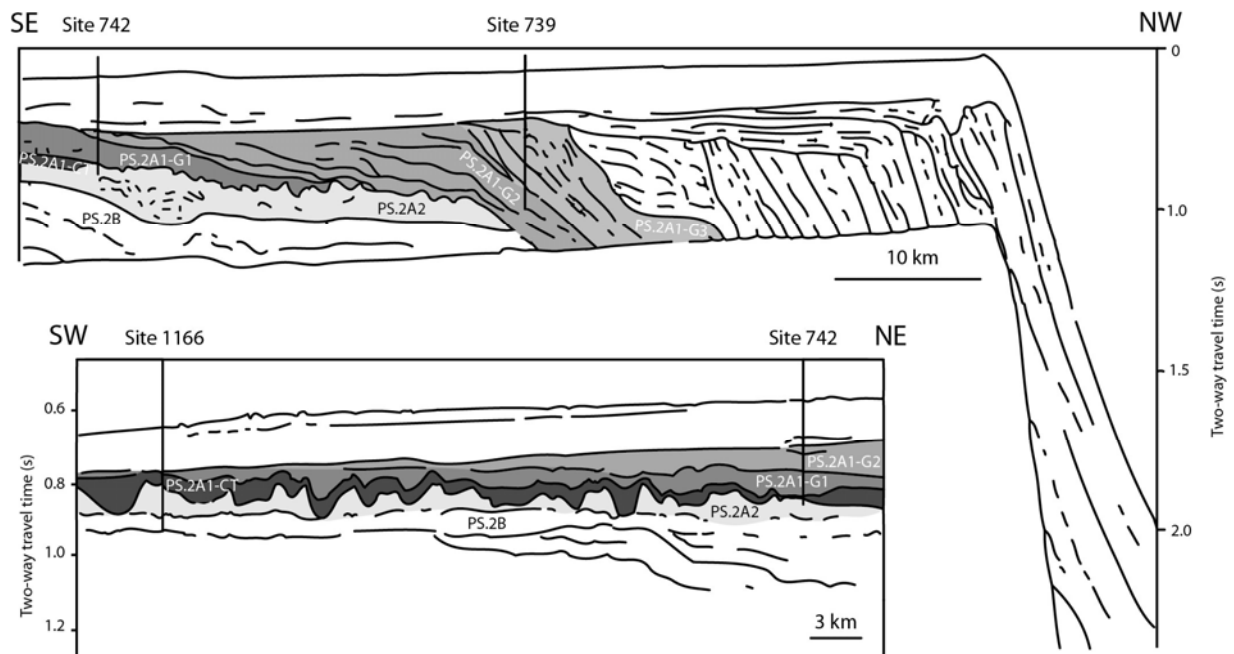 SE Site 742 Site 739 NW
0
PS.2A1-CT
PS.2A1-G1
PS.2A1-G2
PS.2A2
PS.2B
PS.2A1-G3
1.0
10 km
1.5
2.0
Two-way travel time (s)
SW Site 1166 Site 742 NE
0.6
0.8
1.0
1.2
Two-way travel time (s)
PS.2A1-CT
PS.2A1-G2
PS.2A1-G1
PS.2A2
PS.2B
3 km